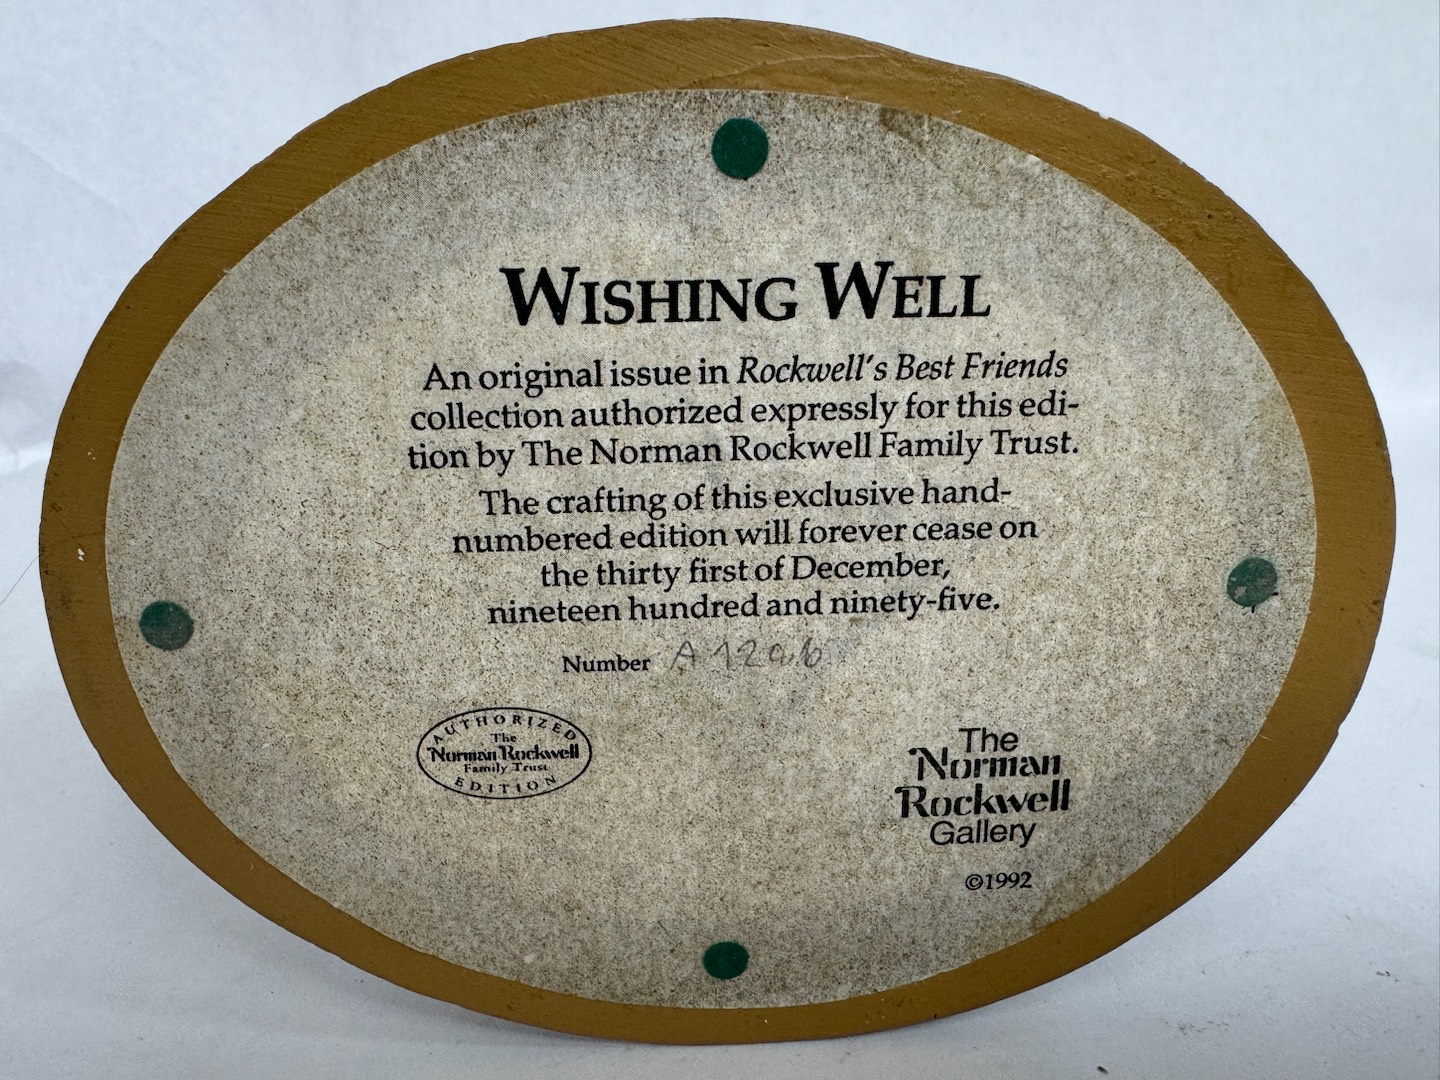 WISHING WELL
An original issue in Rockwell's Best Friends
collection authorized expressly for this edi-
tion by The Norman Rockwell Family Trust.
The crafting of this exclusive hand-
numbered edition will forever cease on
the thirty first of December,
nineteen hundred and ninety-five.
Number
AUTHORIZED
The
Norman Rockwell
Family Trust
EDITION
The
Norman
Rockwell
Gallery
©1992